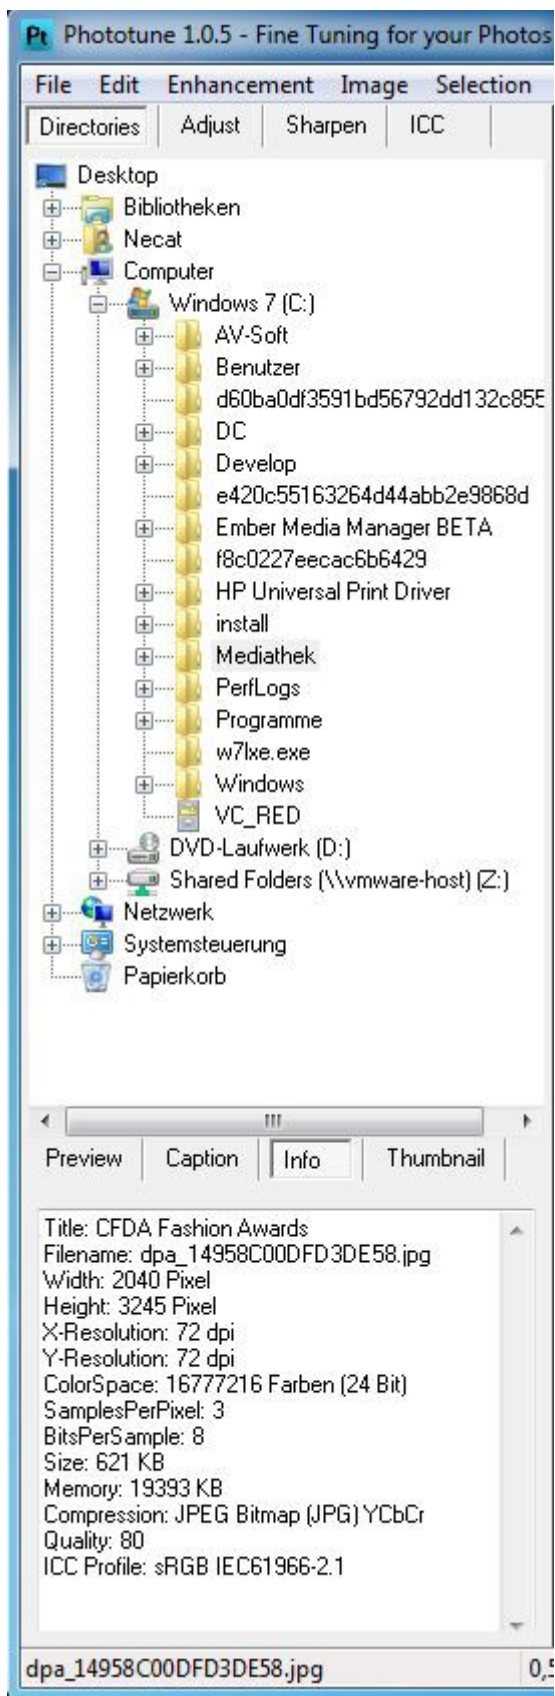 Pt Phototune 1.0.5 - Fine Tuning for your Photos
File Edit Enhancement Image Selection
Directories Adjust Sharpen ICC
Desktop
Bibliotheken
Necat
Computer
Windows 7 (C:)
AV-Soft
Benutzer
d60ba0df3591bd56792dd132c855
DC
Develop
e420c55163264d44abb2e9868d
Ember Media Manager BETA
f8c0227eecac6b6429
HP Universal Print Driver
install
Mediathek
PerfLogs
Programme
w7lxe.exe
Windows
VC_RED
DVD-Laufwerk (D:)
Shared Folders (\\vmware-host) (Z:)
Netzwerk
Systemsteuerung
Papierkorb
Preview Caption Info Thumbnail
Title: CFDA Fashion Awards
Filename: dpa_14958C00DFD3DE58.jpg
Width: 2040 Pixel
Height: 3245 Pixel
X-Resolution: 72 dpi
Y-Resolution: 72 dpi
ColorSpace: 16777216 Farben (24 Bit)
SamplesPerPixel: 3
BitsPerSample: 8
Size: 621 KB
Memory: 19393 KB
Compression: JPEG Bitmap (JPG) YCbCr
Quality: 80
ICC Profile: sRGB IEC61966-2.1
dpa_14958C00DFD3DE58.jpg 0,5